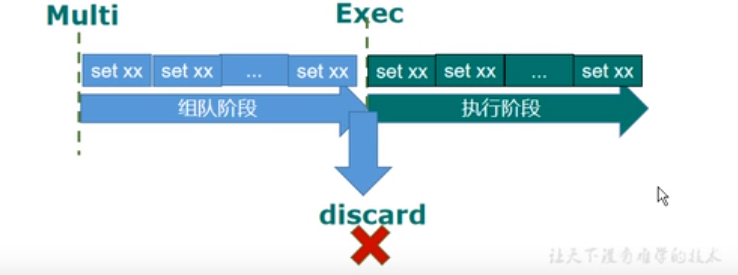 Multi Exec
set xx set xx ... set xx set xx set xx ... set xx
组队阶段 执行阶段
discard
让天下没有难学的技术